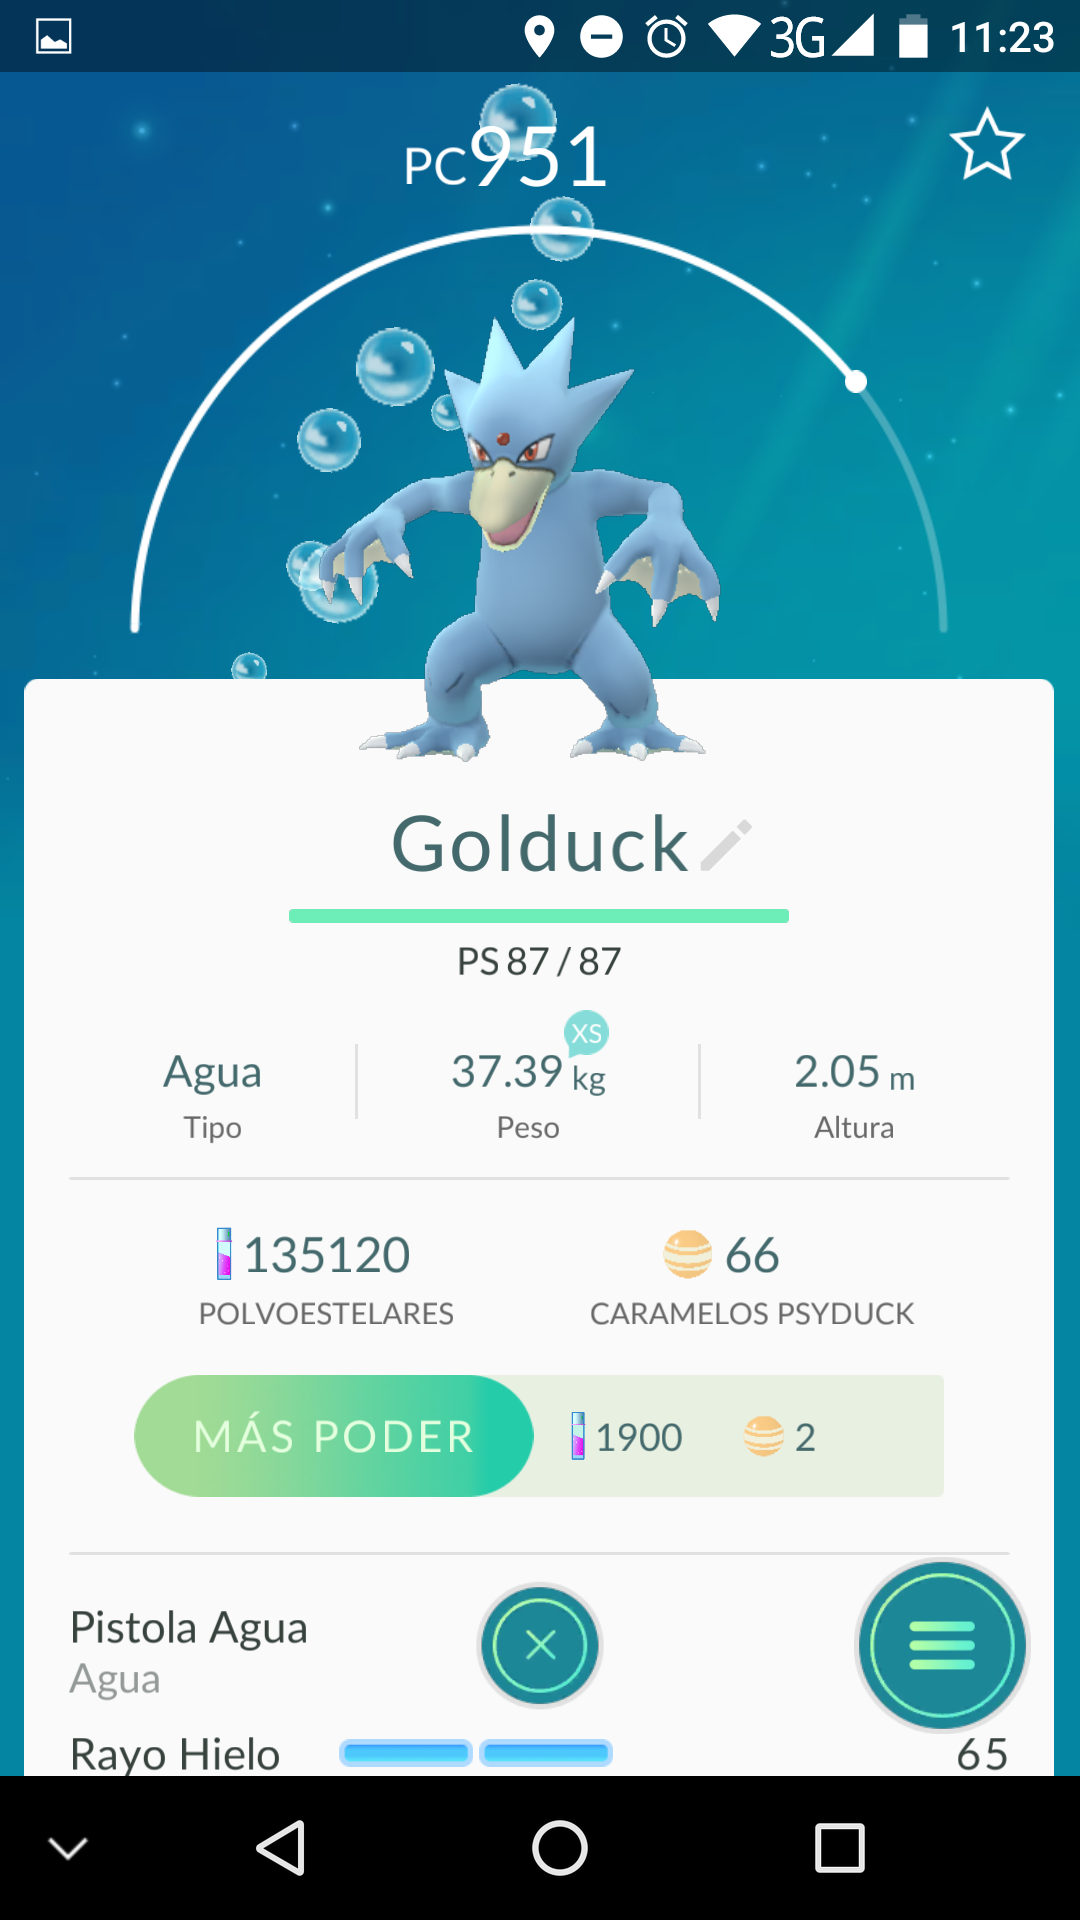 3G 11:23
PC951
Golduck
PS 87 / 87
XS
Agua 37.39 kg 2.05 m
Tipo Peso Altura
135120 66
POLVOESTELARES CARAMELOS PSYDUCK
MÁS PODER 1900 2
Pistola Agua
Agua
Rayo Hielo 65